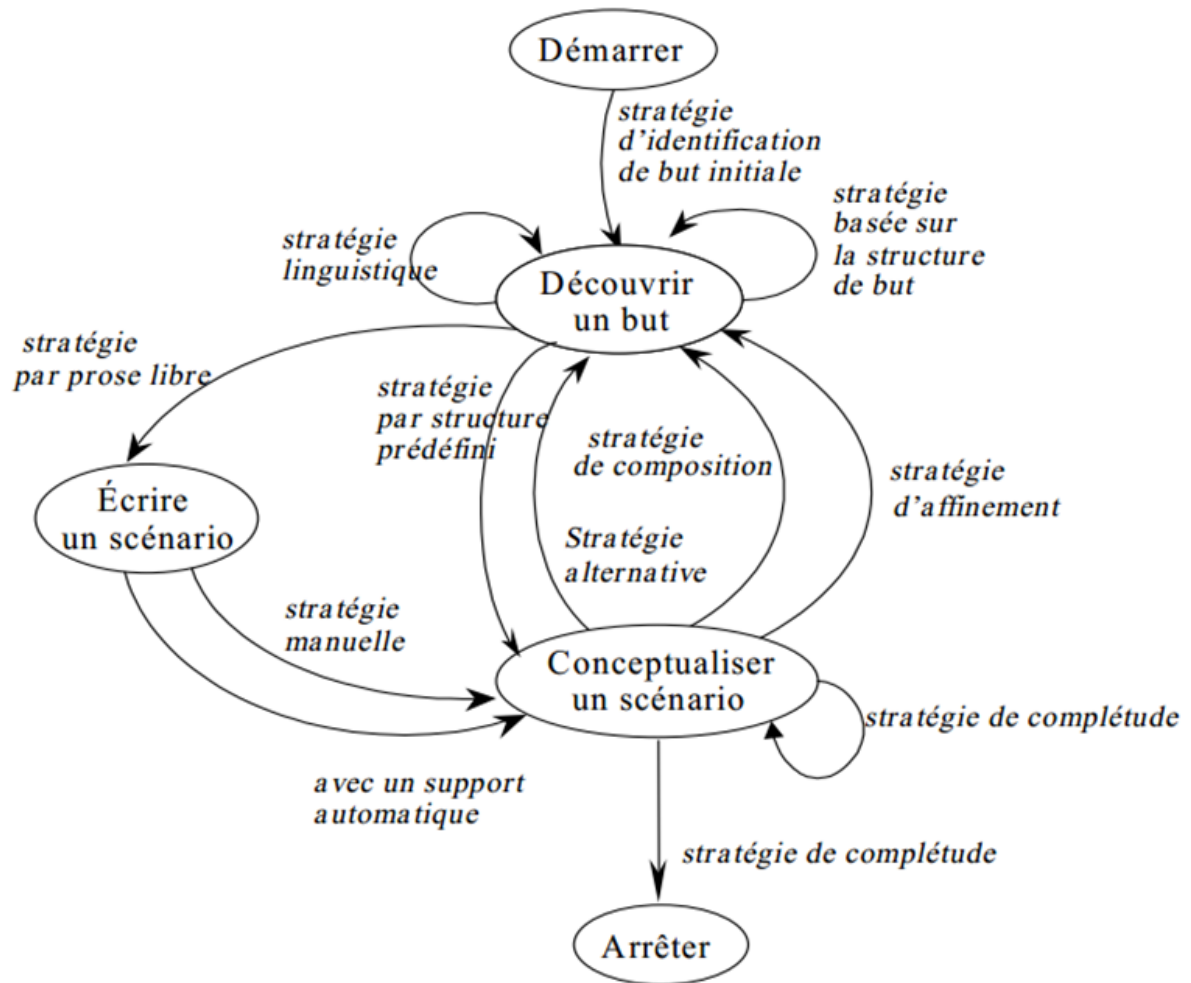 Démarrer
stratégie
d'identification
de but initiale
stratégie
basée sur
la structure
de but
stratégie
linguistique
Découvrir
un but
stratégie
par prose libre
stratégie
par structure
prédéfini
stratégie
de composition
stratégie
d'affinement
Écrire
un scénario
Stratégie
alternative
stratégie
manuelle
Conceptualiser
un scénario
stratégie de complétude
avec un support
automatique
stratégie de complétude
Arrêter